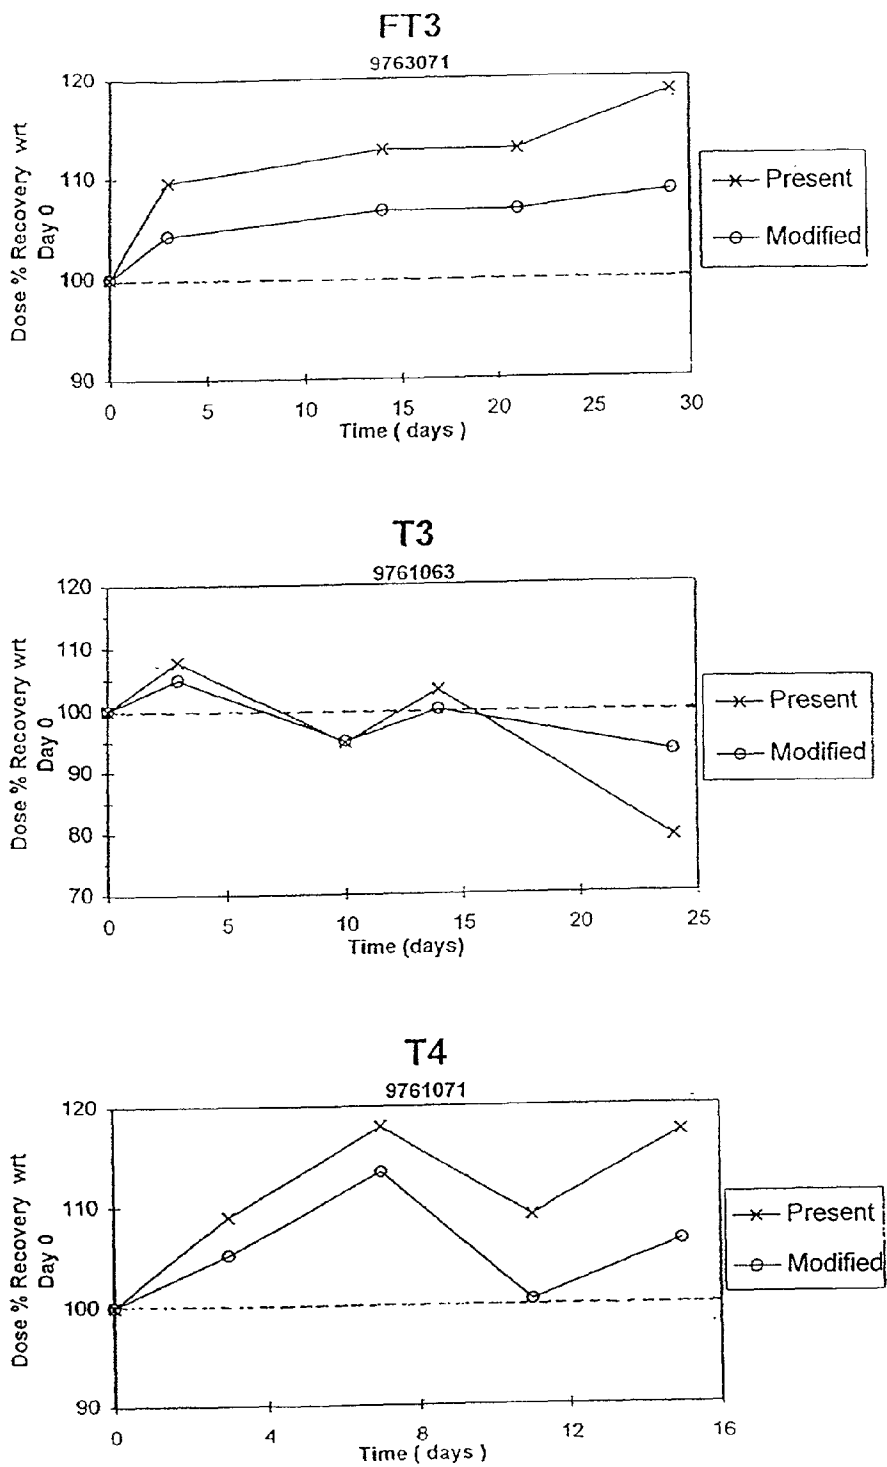 FT3
9763071
120
110
100
90
Dose % Recovery wrt
Day 0
0 5 10 15 20 25 30
Time ( days )
Present
Modified
T3
9761063
120
110
100
90
80
70
Dose % Recovery wrt
Day 0
0 5 10 15 20 25
Time (days)
Present
Modified
T4
9761071
120
110
100
90
Dose % Recovery wrt
Day 0
0 4 8 12 16
Time ( days )
Present
Modified